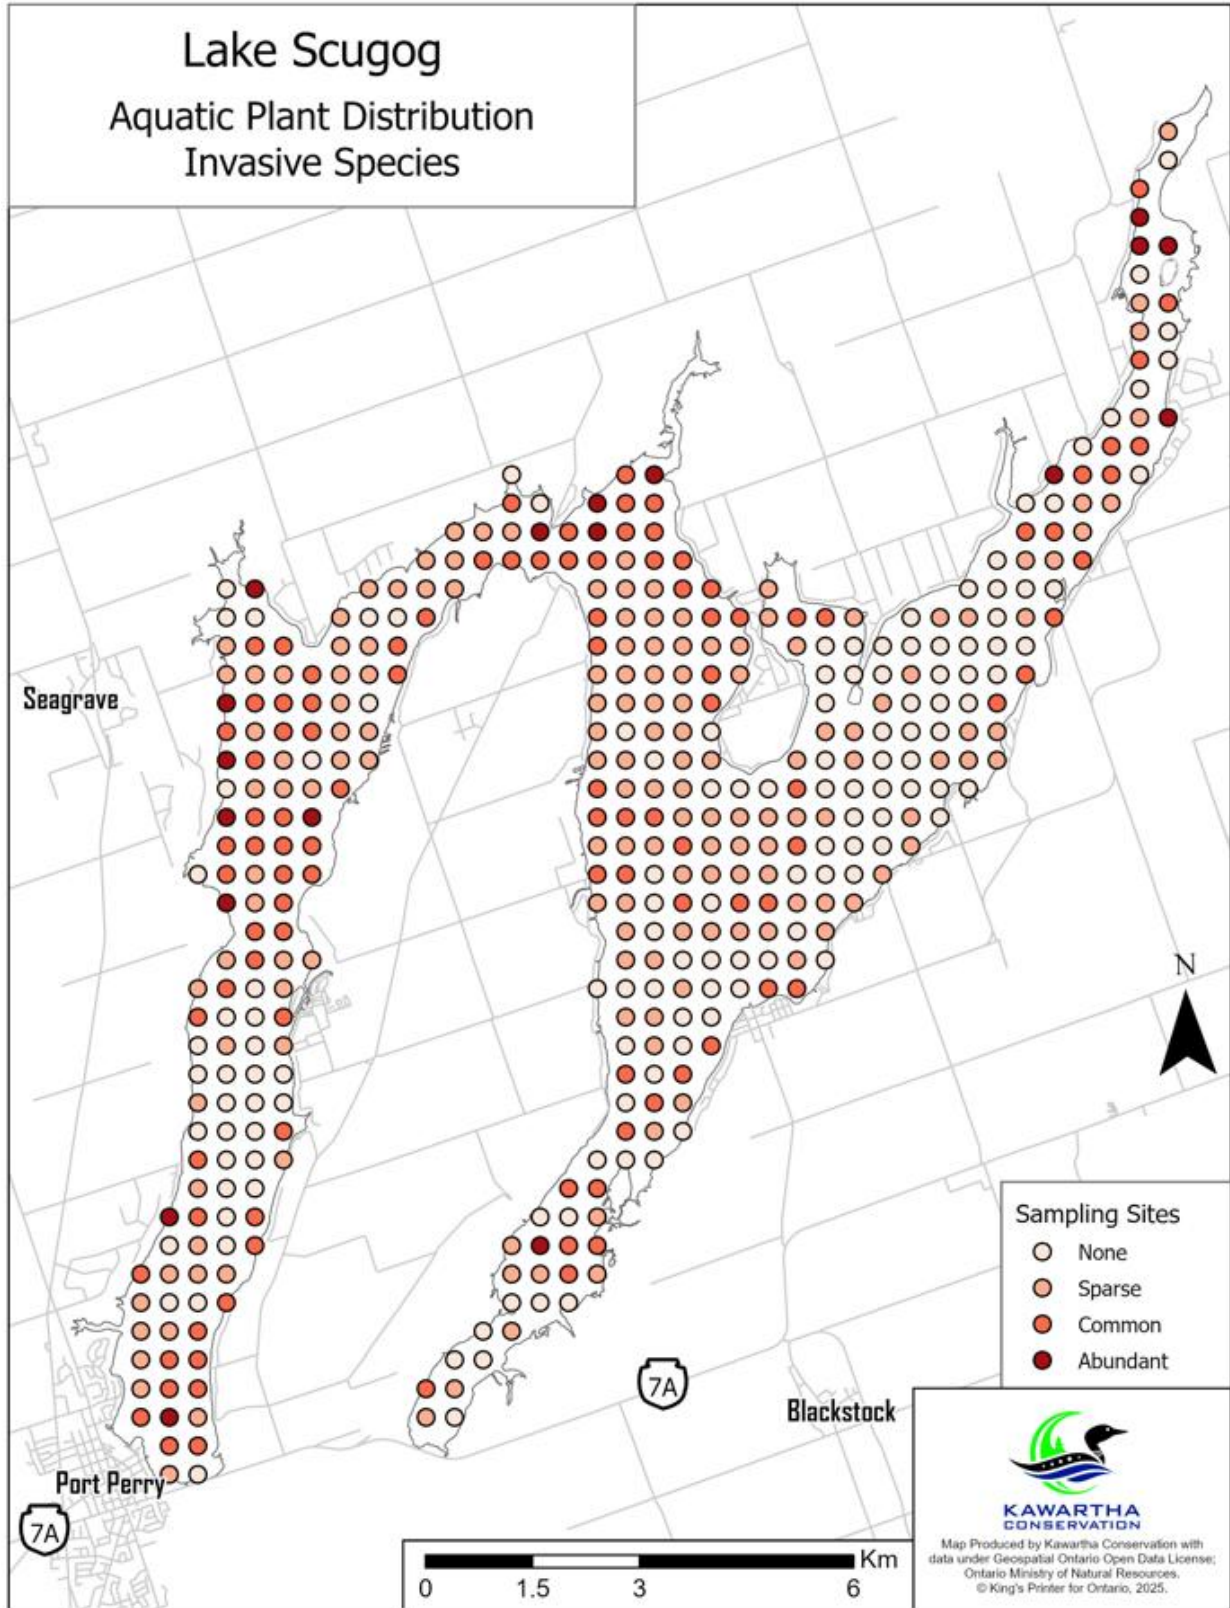 Lake Scugog
Aquatic Plant Distribution
Invasive Species
Seagrave
N
Sampling Sites
None
Sparse
Common
Abundant
7A
Blackstock
Port Perry
7A
Km
0 1.5 3 6
KAWARTHA
CONSERVATION
Map Produced by Kawartha Conservation with
data under Geospatial Ontario Open Data License;
Ontario Ministry of Natural Resources.
© King's Printer for Ontario, 2025.